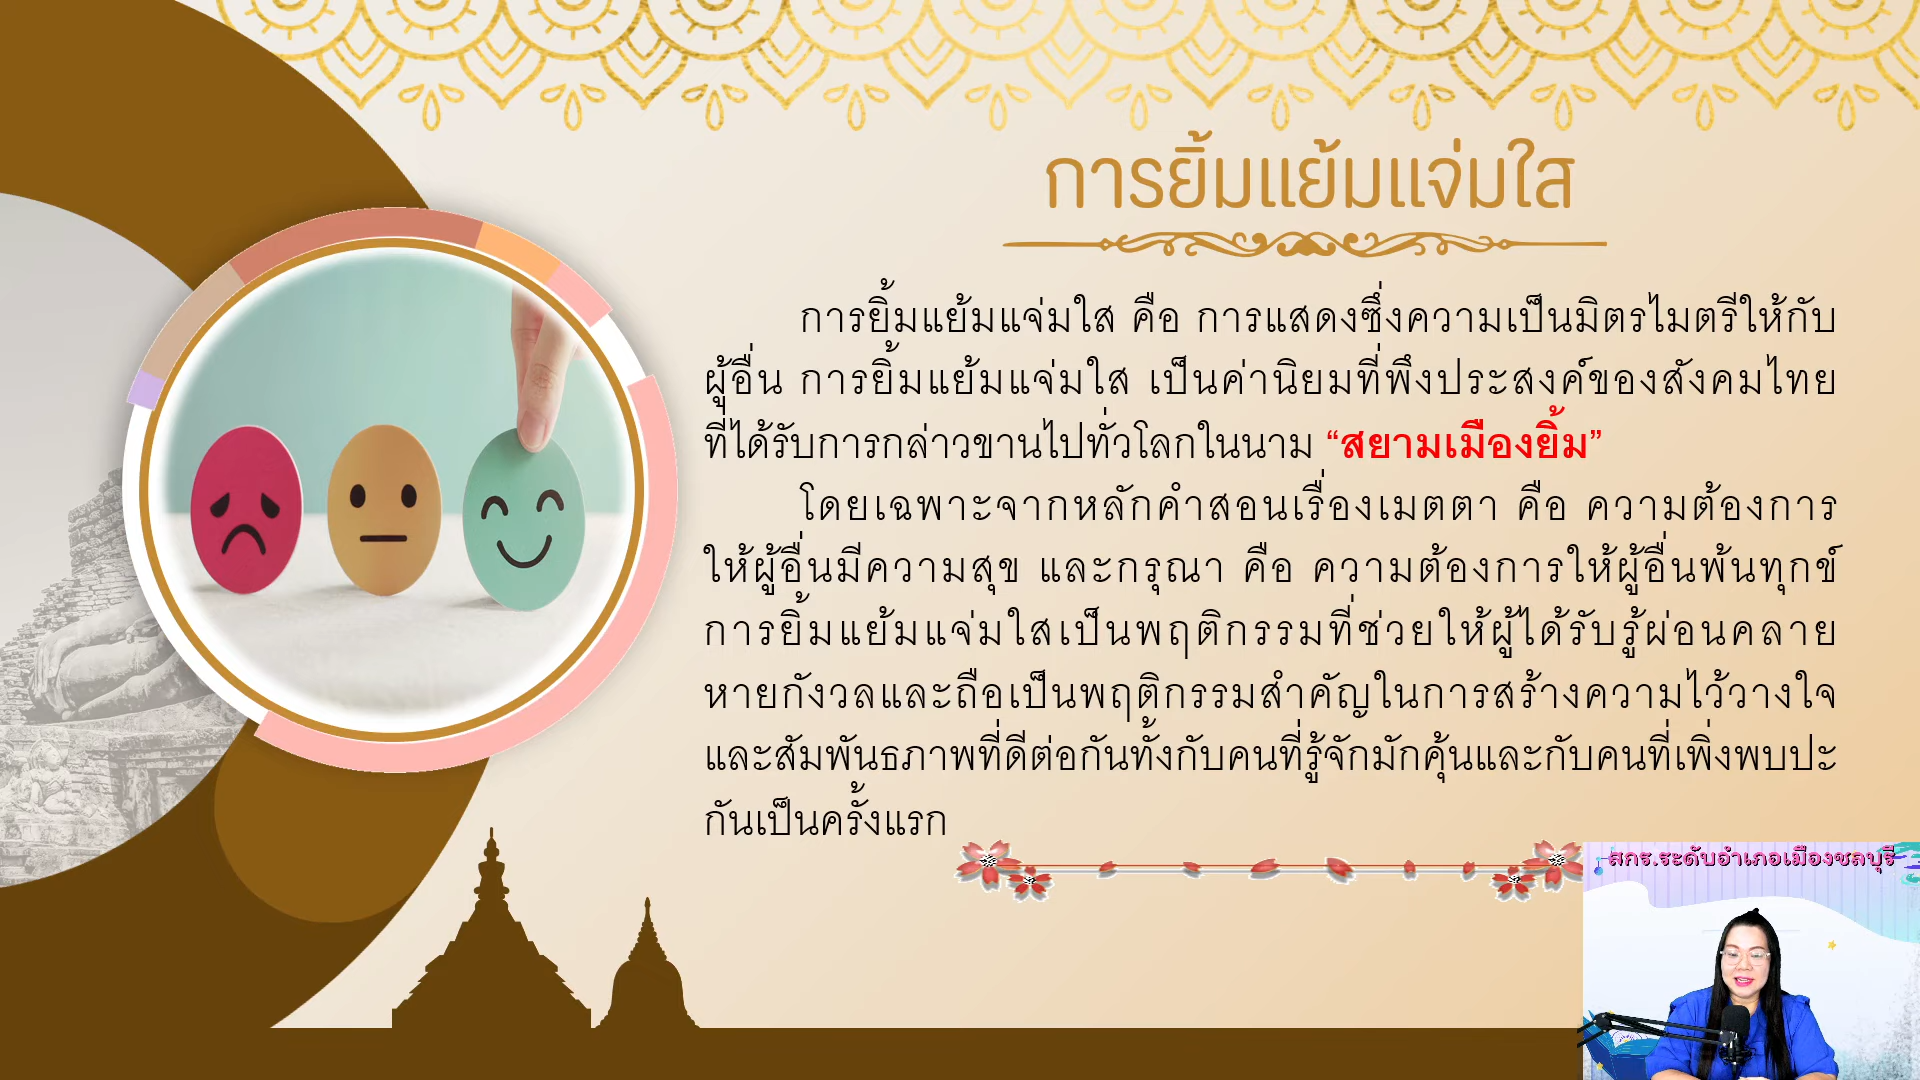 การยิ้มแย้มแจ่มใส
การยิ้มแย้มแจ่มใส คือ การแสดงซึ่งความเป็นมิตรไมตรีให้กับ
ผู้อื่น การยิ้มแย้มแจ่มใส เป็นค่านิยมที่พึงประสงค์ของสังคมไทย
ที่ได้รับการกล่าวขานไปทั่วโลกในนาม “สยามเมืองยิ้ม”
โดยเฉพาะจากหลักคำสอนเรื่องเมตตา คือ ความต้องการ
ให้ผู้อื่นมีความสุข และกรุณา คือ ความต้องการให้ผู้อื่นพ้นทุกข์
การยิ้มแย้มแจ่มใสเป็นพฤติกรรมที่ช่วยให้ผู้ได้รับรู้ผ่อนคลาย
หายกังวลและถือเป็นพฤติกรรมสำคัญในการสร้างความไว้วางใจ
และสัมพันธภาพที่ดีต่อกันทั้งกับคนที่รู้จักมักคุ้นและกับคนที่เพิ่งพบปะ
กันเป็นครั้งแรก
สกร.ระดับอำเภอเมืองชลบุรี